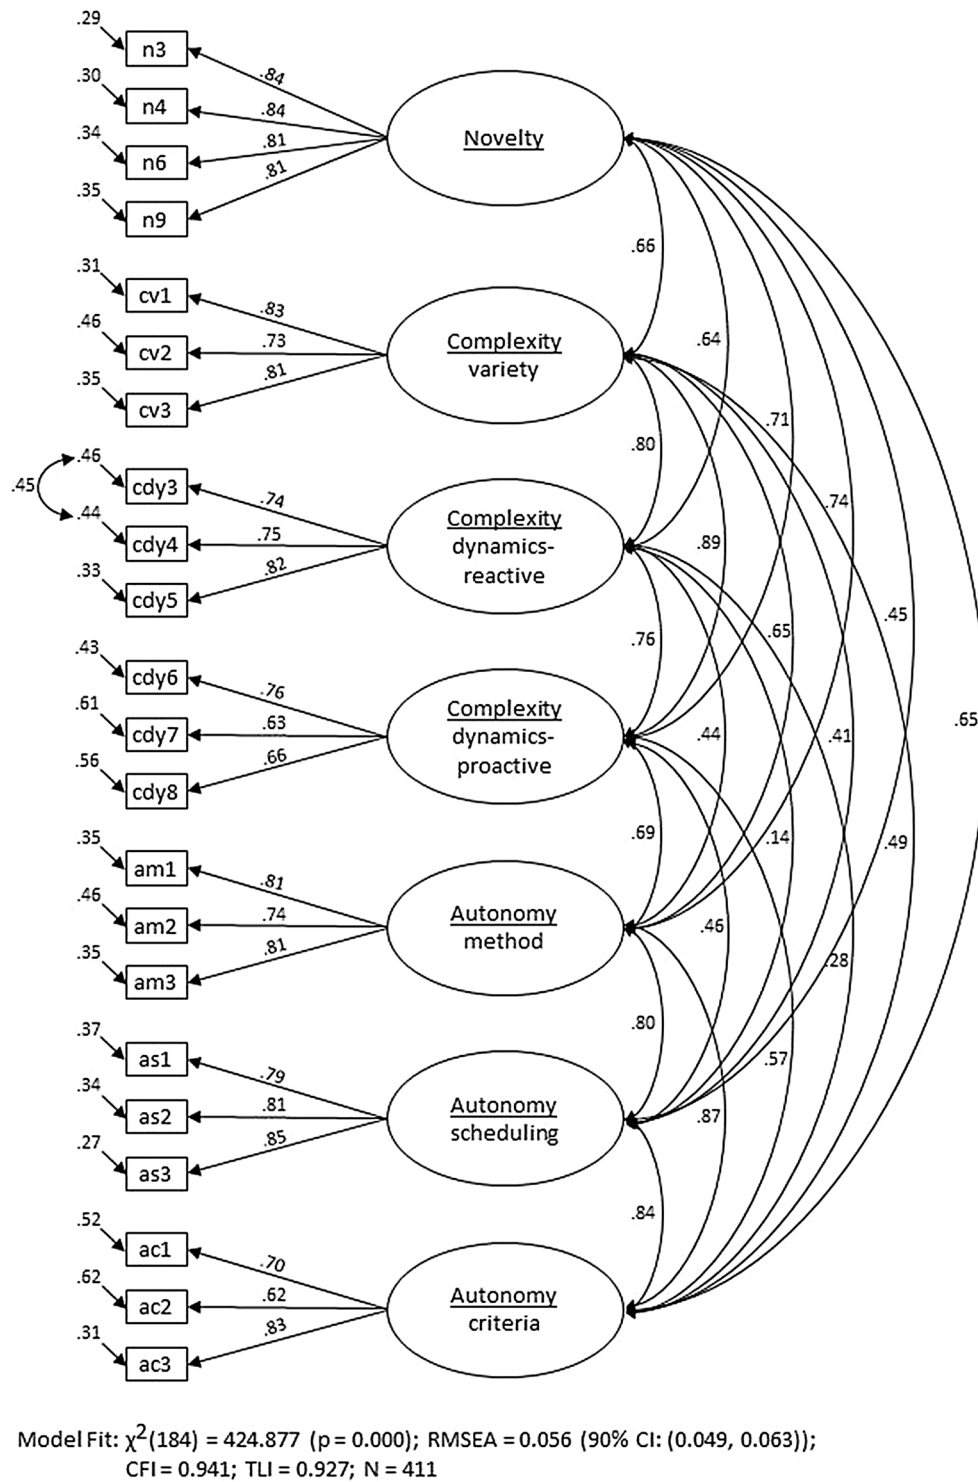 .29
n3
.84
.30
n4
.84
.34
n6
.81
.35
n9
.81
Novelty
.66
.31
cv1
.83
.46
cv2
.73
.35
cv3
.81
Complexity
variety
.64
.71
.80
.45
.46
cdy3
.74
.44
cdy4
.75
.33
cdy5
.82
Complexity
dynamics-
reactive
.74
.89
.45
.76
.65
.43
cdy6
.76
.61
cdy7
.63
.56
cdy8
.66
Complexity
dynamics-
proactive
.65
.44
.41
.69
.14
.49
.35
am1
.81
.46
am2
.74
.35
am3
.81
Autonomy
method
.46
.28
.80
.37
as1
.79
.34
as2
.81
.27
as3
.85
Autonomy
scheduling
.57
.87
.84
.52
ac1
.70
.62
ac2
.62
.31
ac3
.83
Autonomy
criteria
Model Fit: χ²(184) = 424.877 (p = 0.000); RMSEA = 0.056 (90% CI: (0.049, 0.063));
CFI = 0.941; TLI = 0.927; N = 411